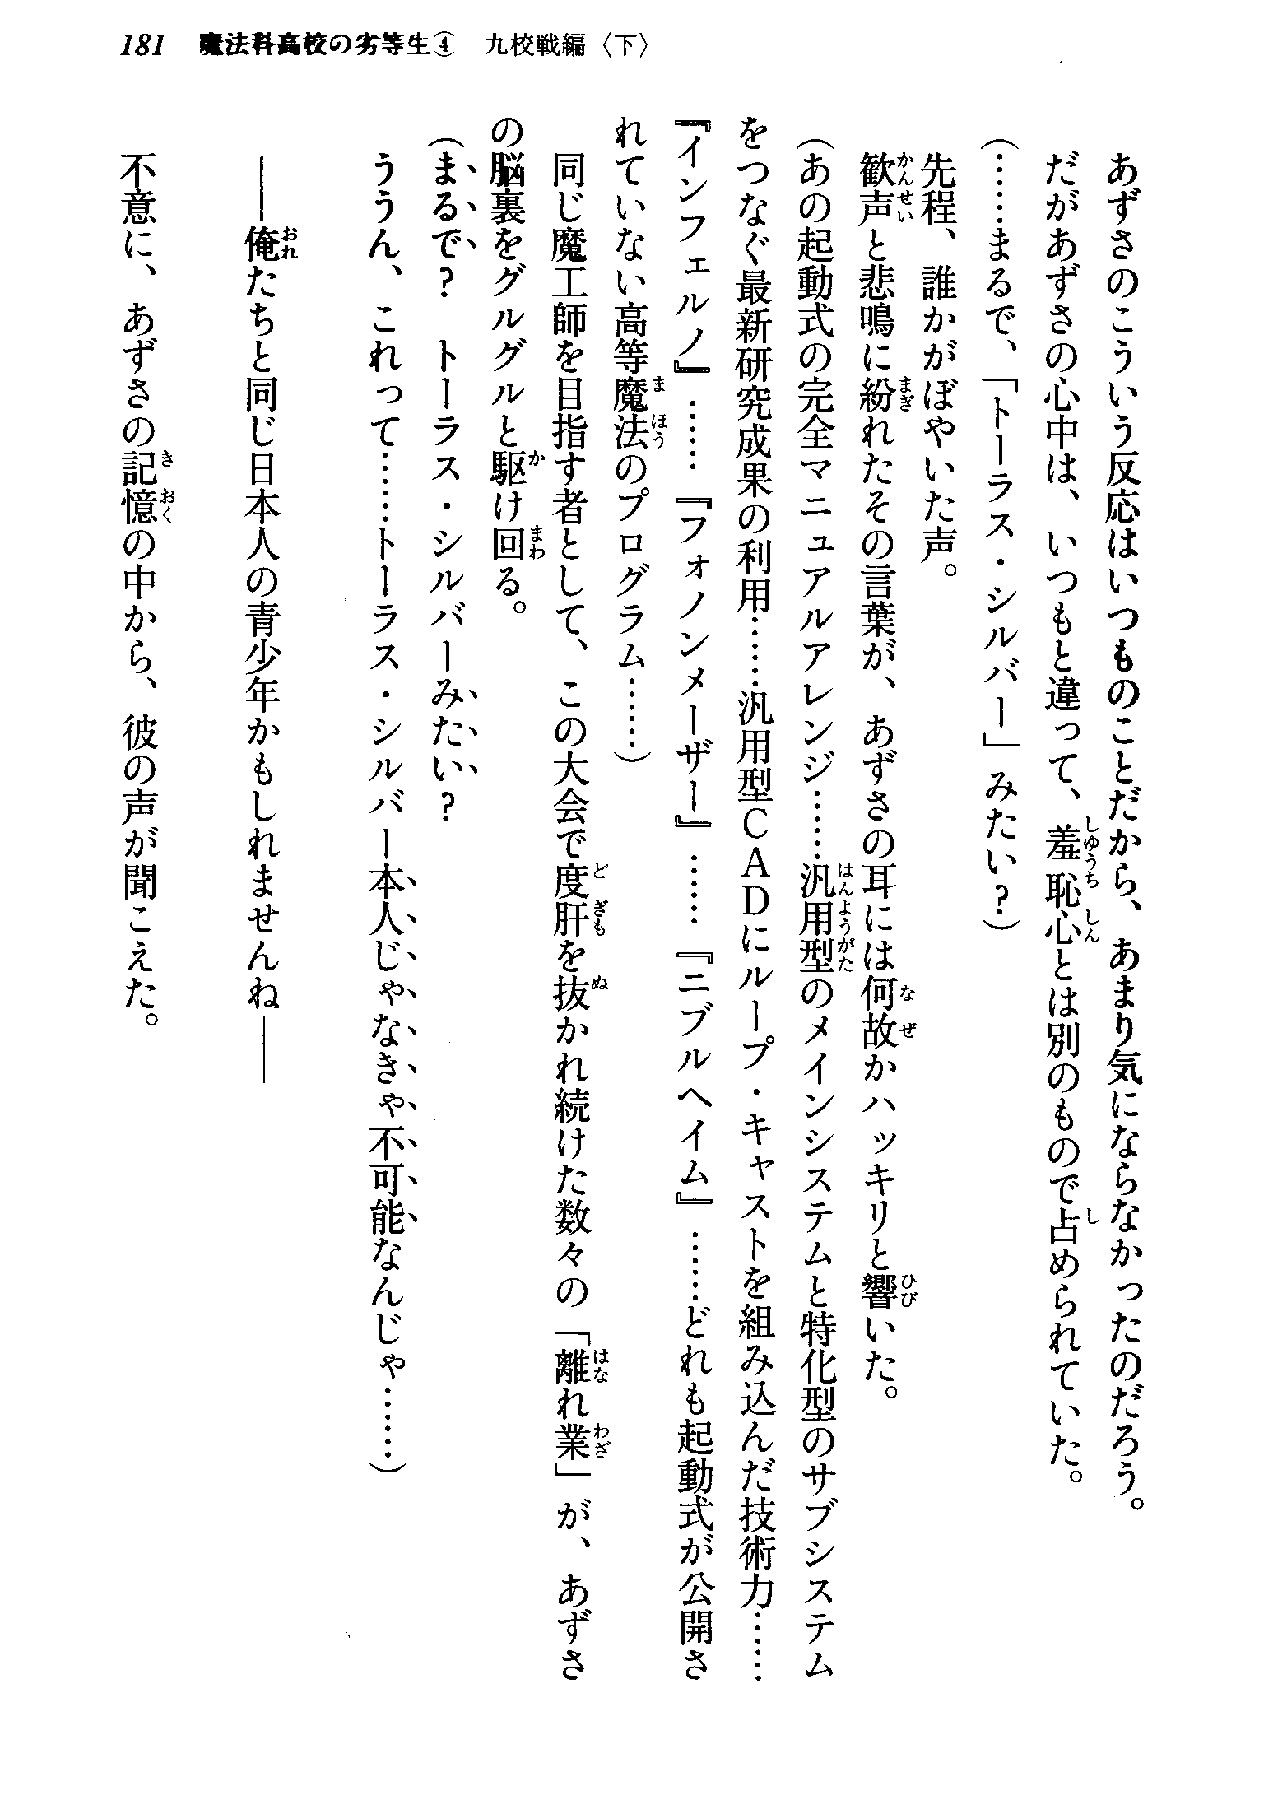 181　魔法科高校の劣等生④　九校戦編〈下〉
　あずさのこういう反応はいつものことだから、あまり気にならなかったのだろう。
　だがあずさの心中は、いつもと違って、羞恥心とは別のもので占められていた。
（……まるで、「トーラス・シルバー」みたい？）
　先程、誰かがぼやいた声。
　歓声と悲鳴に紛れたその言葉が、あずさの耳には何故かハッキリと響いた。
（あの起動式の完全マニュアルアレンジ……汎用型のメインシステムと特化型のサブシステム
をつなぐ最新研究成果の利用……汎用型ＣＡＤにループ・キャストを組み込んだ技術力……
『インフェルノ』……『フォノンメーザー』……『ニブルヘイム』……どれも起動式が公開さ
れていない高等魔法のプログラム……）
　同じ魔工師を目指す者として、この大会で度肝を抜かれ続けた数々の「離れ業」が、あずさ
の脳裏をグルグルと駆け回る。
（まるで？　トーラス・シルバーみたい？
　ううん、これって……トーラス・シルバー本人じゃなきゃ不可能なんじゃ……）
　――俺たちと同じ日本人の青少年かもしれませんね――
　不意に、あずさの記憶の中から、彼の声が聞こえた。